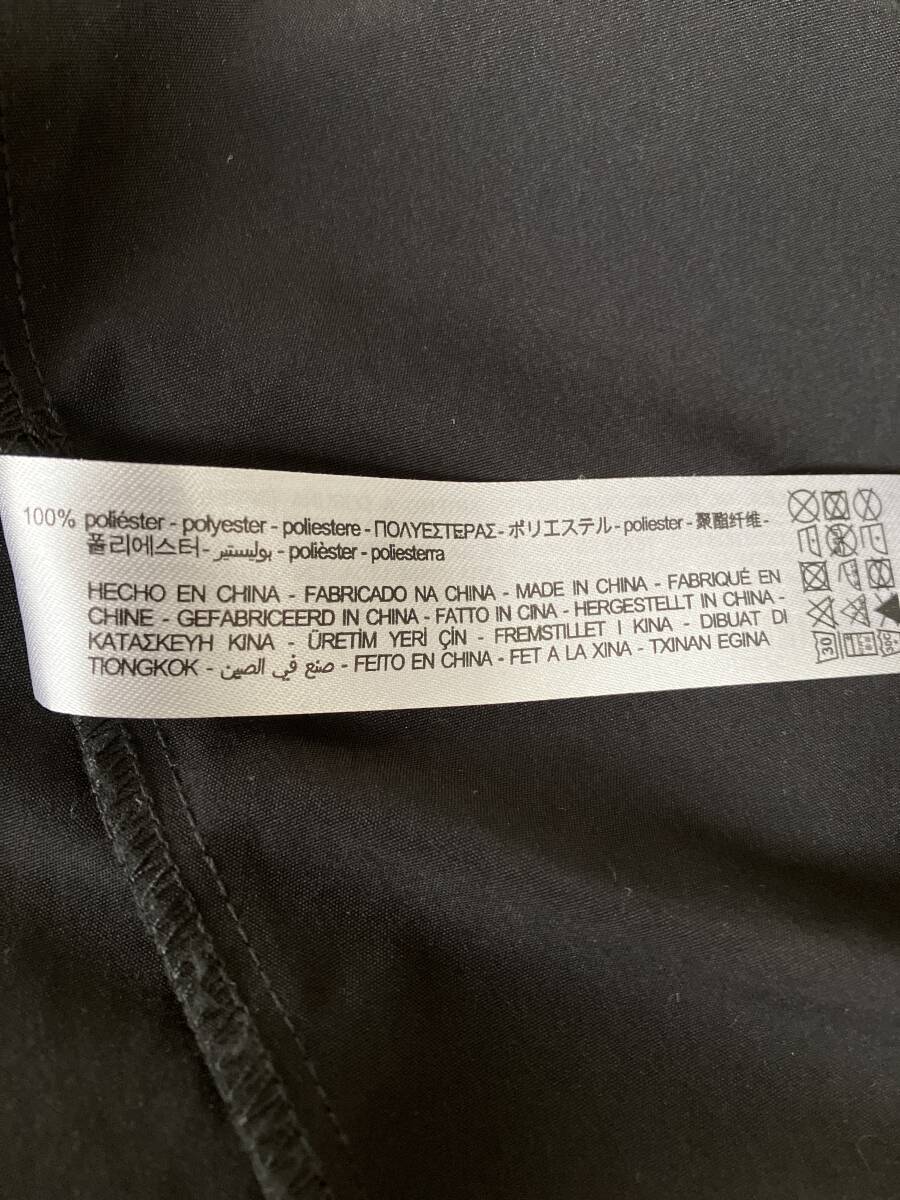 100% poliéster - polyester - poliestere - ΠΟΛΥΕΣΤΕΡΑΣ - ポリエステル - poliester - 聚酯纤维 -
폴리에스터 - بوليستير - polièster - poliesterra
HECHO EN CHINA - FABRICADO NA CHINA - MADE IN CHINA - FABRIQUÉ EN
CHINE - GEFABRICEERD IN CHINA - FATTO IN CINA - HERGESTELLT IN CHINA -
ΚΑΤΑΣΚΕΥΗ ΚΙΝΑ - ÜRETİM YERİ ÇİN - FREMSTILLET I KINA - DIBUAT DI
TIONGKOK - صنع في الصين - FEITO EN CHINA - FET A LA XINA - TXINAN EGINA
30